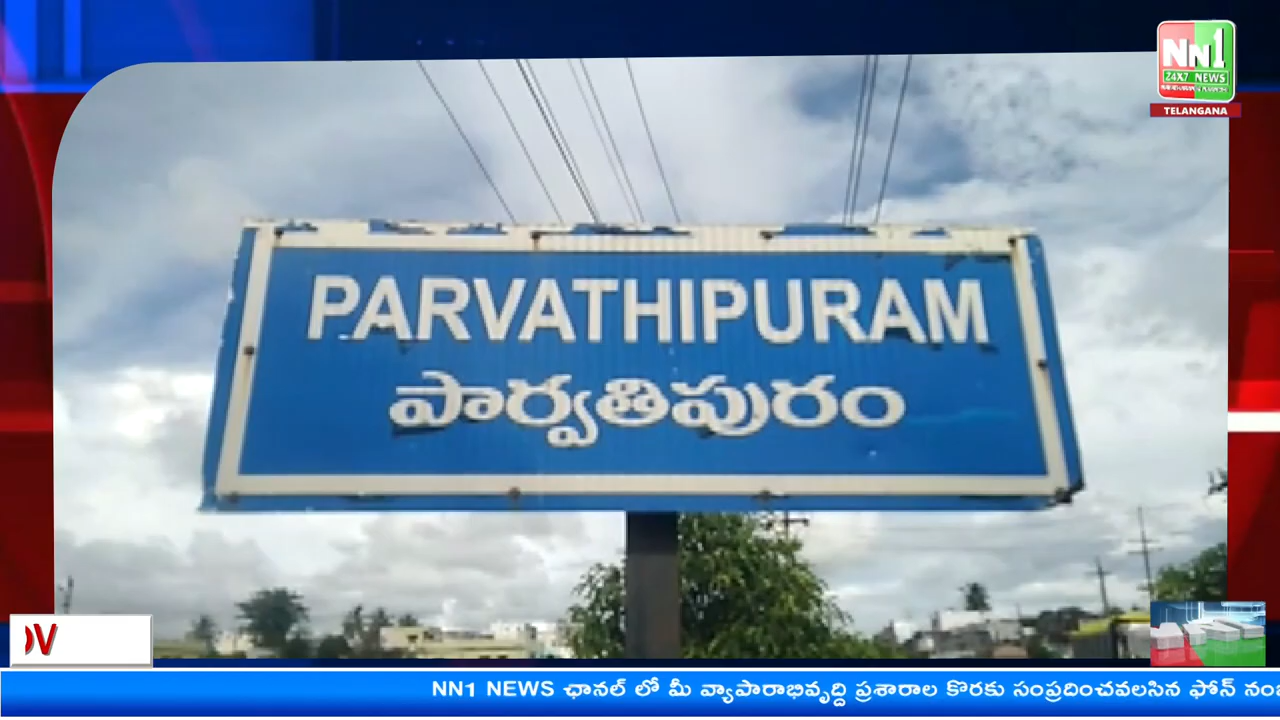 NN1
24X7 NEWS
TELANGANA
PARVATHIPURAM
పార్వతిపురం
NN1 NEWS ఛానల్ లో మీ వ్యాపారాభివృద్ది ప్రశారాల కొరకు సంప్రదించవలసిన ఫోన్